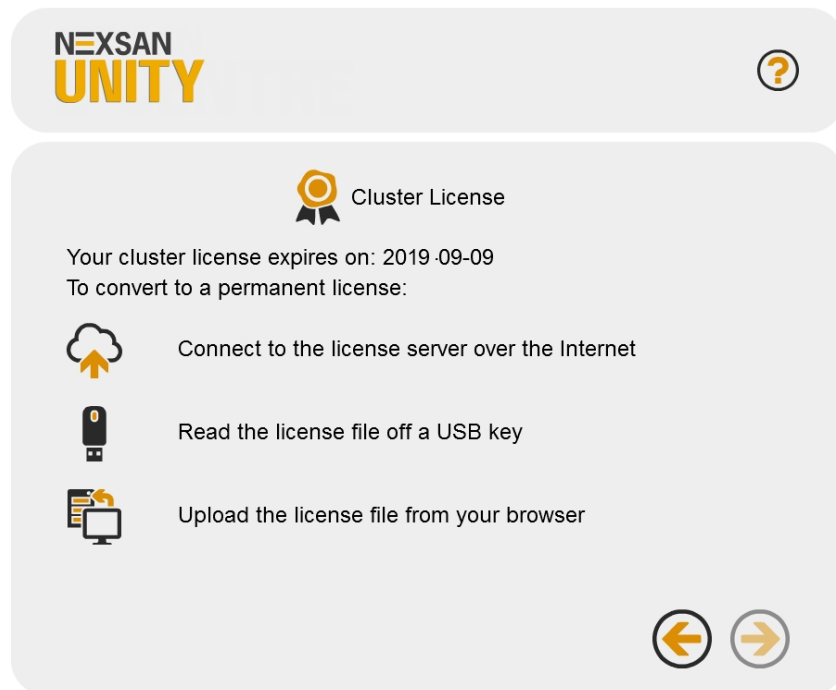 NEXSAN
UNITY
?
Cluster License
Your cluster license expires on: 2019-09-09
To convert to a permanent license:
Connect to the license server over the Internet
Read the license file off a USB key
Upload the license file from your browser